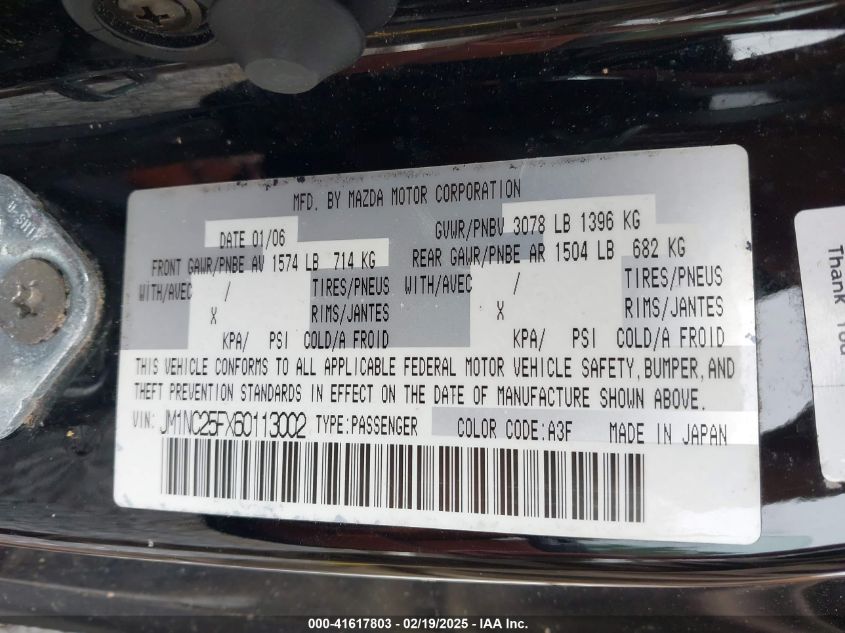 MFD. BY MAZDA MOTOR CORPORATION
DATE 01/06 GVWR/PNBV 3078 LB 1396 KG
FRONT GAWR/PNBE AV 1574 LB 714 KG REAR GAWR/PNBE AR 1504 LB 682 KG
WITH/AVEC / TIRES/PNEUS WITH/AVEC / TIRES/PNEUS
X RIMS/JANTES X RIMS/JANTES
KPA/ PSI COLD/A FROID KPA/ PSI COLD/A FROID
THIS VEHICLE CONFORMS TO ALL APPLICABLE FEDERAL MOTOR VEHICLE SAFETY, BUMPER, AND
THEFT PREVENTION STANDARDS IN EFFECT ON THE DATE OF MANUFACTURE SHOWN ABOVE.
VIN: JM1NC25FX60113002 TYPE:PASSENGER COLOR CODE:A3F MADE IN JAPAN
Thank You
000-41617803 - 02/19/2025 - IAA Inc.